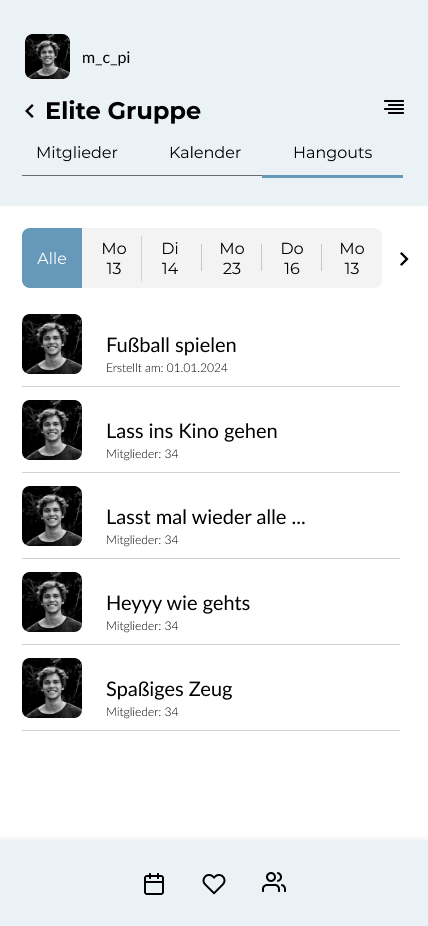 m_c_pi
Elite Gruppe
Mitglieder Kalender Hangouts
Alle Mo Di Mo Do Mo
13 14 23 16 13
Fußball spielen
Erstellt am: 01.01.2024
Lass ins Kino gehen
Mitglieder: 34
Lasst mal wieder alle ...
Mitglieder: 34
Heyyy wie gehts
Mitglieder: 34
Spaßiges Zeug
Mitglieder: 34